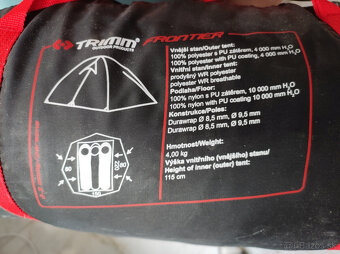 TRIMM FRONTIER
OUTDOOR PRODUCTS
Vnější stan/Outer tent:
100% polyester s PU zátěrem, 4 000 mm H₂O
100% polyester with PU costing, 4 000 mm H₂O
Vnitřní stan/Inner tent:
prodyšný WR polyester
polyester WR breathable
Podlaha/Floor:
100% nylon s PU zátěrem, 10 000 mm H₂O
100% nylon with PU coating 10 000 mm H₂O
Konstrukce/Poles:
Durawrap Ø 8,5 mm, Ø 9,5 mm
Durawrap Ø 8,5 mm, Ø 9,5 mm
Hmotnost/Weight:
4,00 kg
Výška vnitřního (vnějšího) stanu/
Height of inner (outer) tent:
115 cm